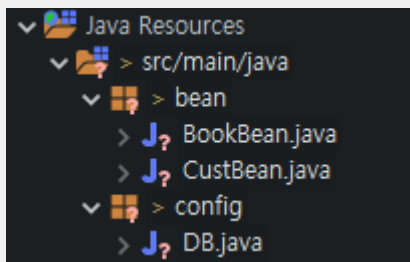 Java Resources
> src/main/java
> bean
BookBean.java
CustBean.java
> config
DB.java